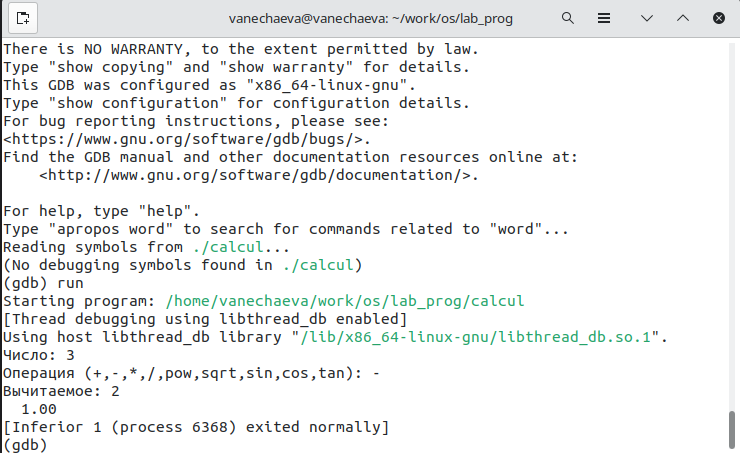 vanechaeva@vanechaeva: ~/work/os/lab_prog
There is NO WARRANTY, to the extent permitted by law.
Type "show copying" and "show warranty" for details.
This GDB was configured as "x86_64-linux-gnu".
Type "show configuration" for configuration details.
For bug reporting instructions, please see:
<https://www.gnu.org/software/gdb/bugs/>.
Find the GDB manual and other documentation resources online at:
    <http://www.gnu.org/software/gdb/documentation/>.

For help, type "help".
Type "apropos word" to search for commands related to "word"...
Reading symbols from ./calcul...
(No debugging symbols found in ./calcul)
(gdb) run
Starting program: /home/vanechaeva/work/os/lab_prog/calcul
[Thread debugging using libthread_db enabled]
Using host libthread_db library "/lib/x86_64-linux-gnu/libthread_db.so.1".
Число: 3
Операция (+,-,*,/,pow,sqrt,sin,cos,tan): -
Вычитаемое: 2
  1.00
[Inferior 1 (process 6368) exited normally]
(gdb)